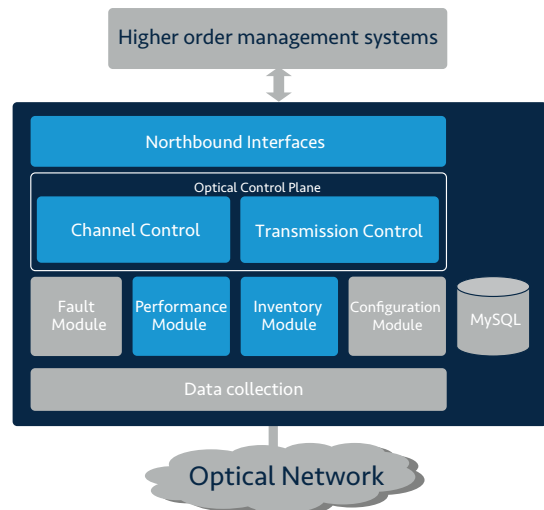 Higher order management systems
Northbound Interfaces
Optical Control Plane
Channel Control
Transmission Control
Fault
Module
Performance
Module
Inventory
Module
Configuration
Module
MySQL
Data collection
Optical Network